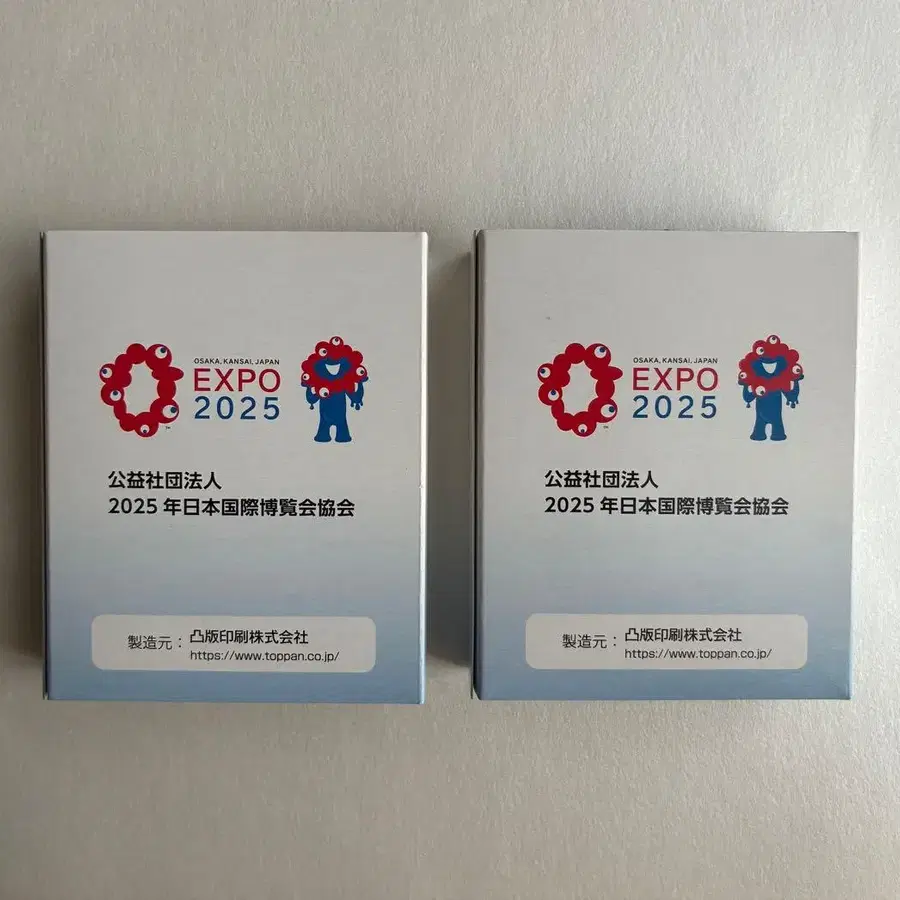 OSAKA, KANSAI, JAPAN
EXPO
2025
公益社団法人
2025 年日本国際博覧会協会
製造元：凸版印刷株式会社
https://www.toppan.co.jp/
OSAKA, KANSAI, JAPAN
EXPO
2025
公益社団法人
2025 年日本国際博覧会協会
製造元：凸版印刷株式会社
https://www.toppan.co.jp/